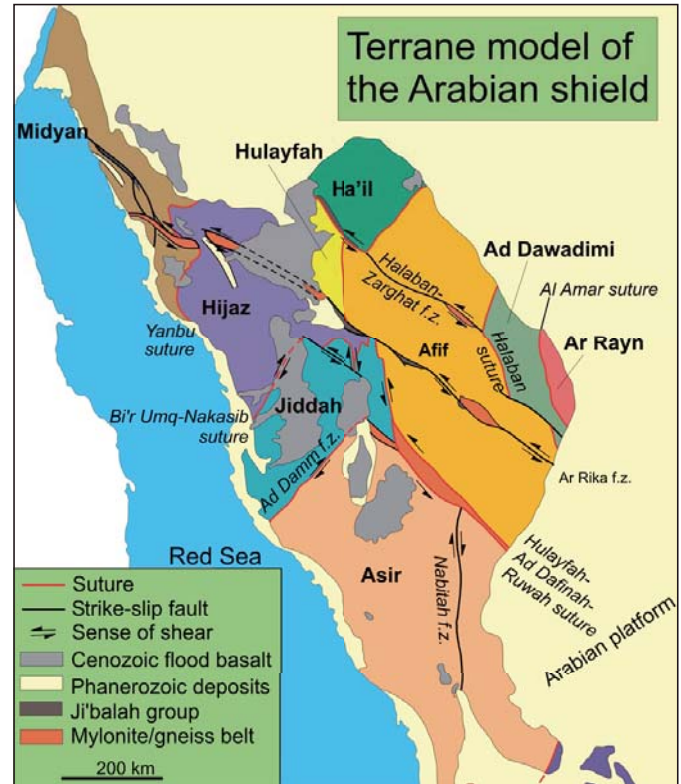 Terrane model of
the Arabian shield
Midyan
Hulayfah
Ha'il
Ad Dawadimi
Halaban-
Zarghat f.z.
Al Amar suture
Hijaz
Yanbu
suture
Afif
Halaban
suture
Ar Rayn
Jiddah
Bi'r Umq-Nakasib
suture
Ad Damm f.z.
Ar Rika f.z.
Red Sea
Asir
Nabitah f.z.
Hulayfah-
Ad Dafinah-
Ruwah suture
Arabian platform
Suture
Strike-slip fault
Sense of shear
Cenozoic flood basalt
Phanerozoic deposits
Ji'balah group
Mylonite/gneiss belt
200 km